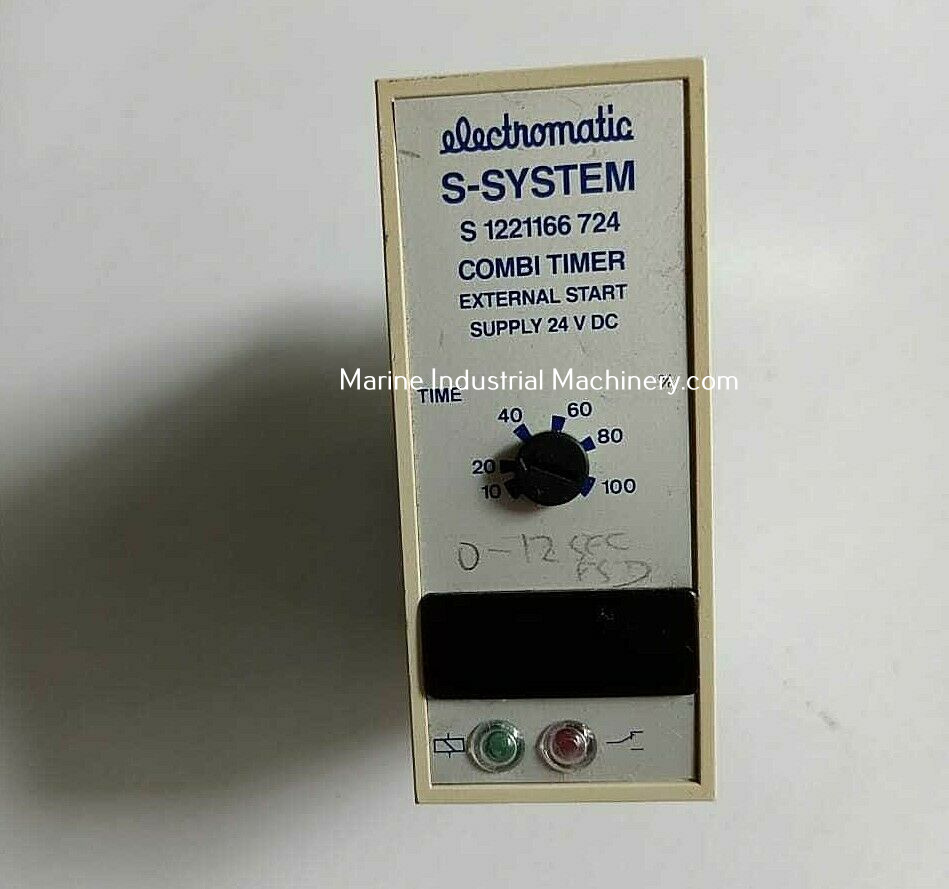 electromatic
S-SYSTEM
S 1221166 724
COMBI TIMER
EXTERNAL START
SUPPLY 24 V DC
Marine Industrial Machinery.com
TIME %
40 60
80
20
10 100
0-12 SEC
FSD